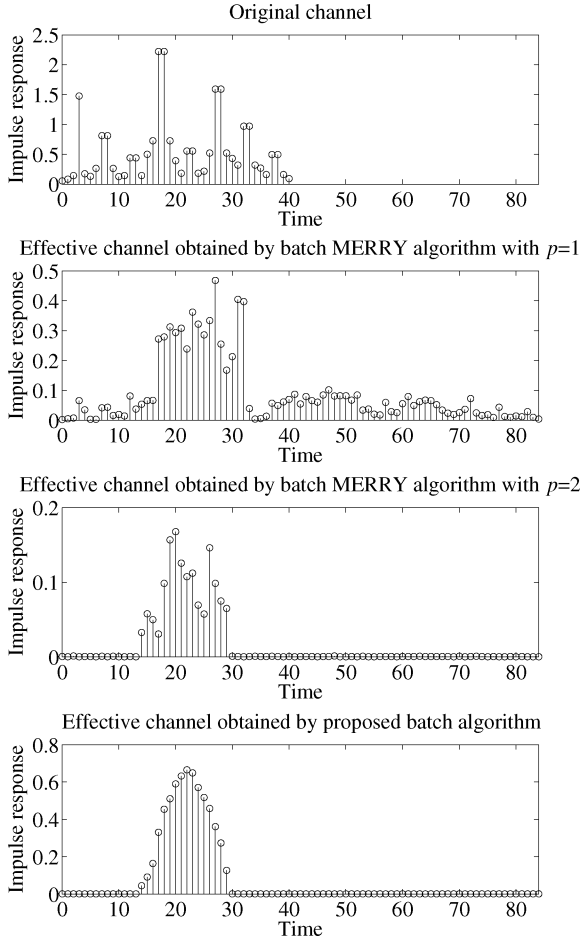 Original channel
2.5
2
1.5
1
0.5
0
Impulse response
0 10 20 30 40 50 60 70 80
Time
Effective channel obtained by batch MERRY algorithm with p=1
0.5
0.4
0.3
0.2
0.1
0
Impulse response
0 10 20 30 40 50 60 70 80
Time
Effective channel obtained by batch MERRY algorithm with p=2
0.2
0.1
0
Impulse response
0 10 20 30 40 50 60 70 80
Time
Effective channel obtained by proposed batch algorithm
0.8
0.6
0.4
0.2
0
Impulse response
0 10 20 30 40 50 60 70 80
Time